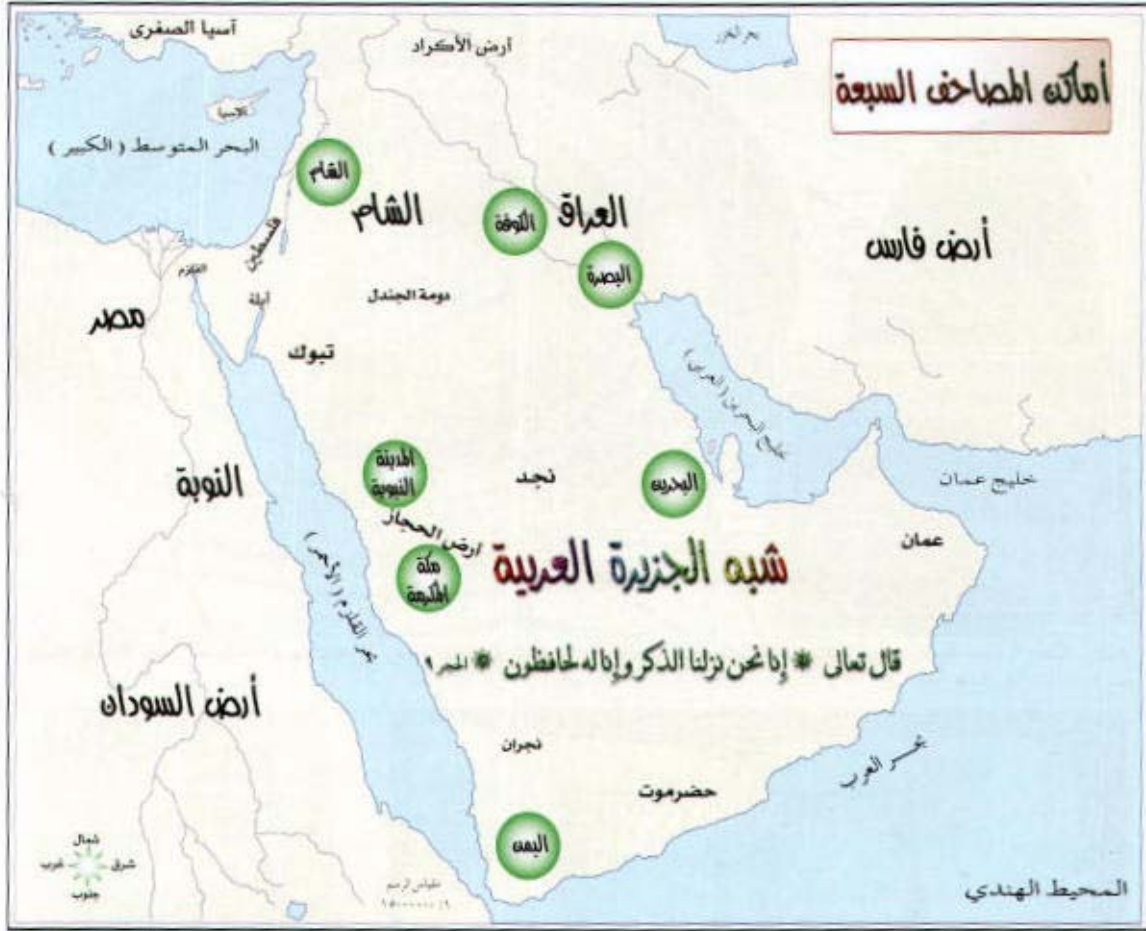 أماكن المصاحف السبعة
آسيا الصغرى
أرض الأكراد
بحر الخزر
البحر المتوسط ( الكبير )
الشام
الشام
الكوفة
العراق
البصرة
أرض فارس
فلسطين
القلزم
أيلة
دومة الجندل
مصر
تبوك
خليج البحرين ( العربي )
المدينة
النبوية
نجد
البحرين
خليج عمان
النوبة
ارض الحجاز
عمان
مكة
المكرمة
شبه الجزيرة العربية
بحر القلزم ( الأحمر )
قال تعالى * إنا نحن نزلنا الذكر وإنا له لحافظون * الحجر ٩
أرض السودان
نجران
حضرموت
بحر العرب
اليمن
شمال
شرق
غرب
جنوب
مقياس الرسم
المحيط الهندي